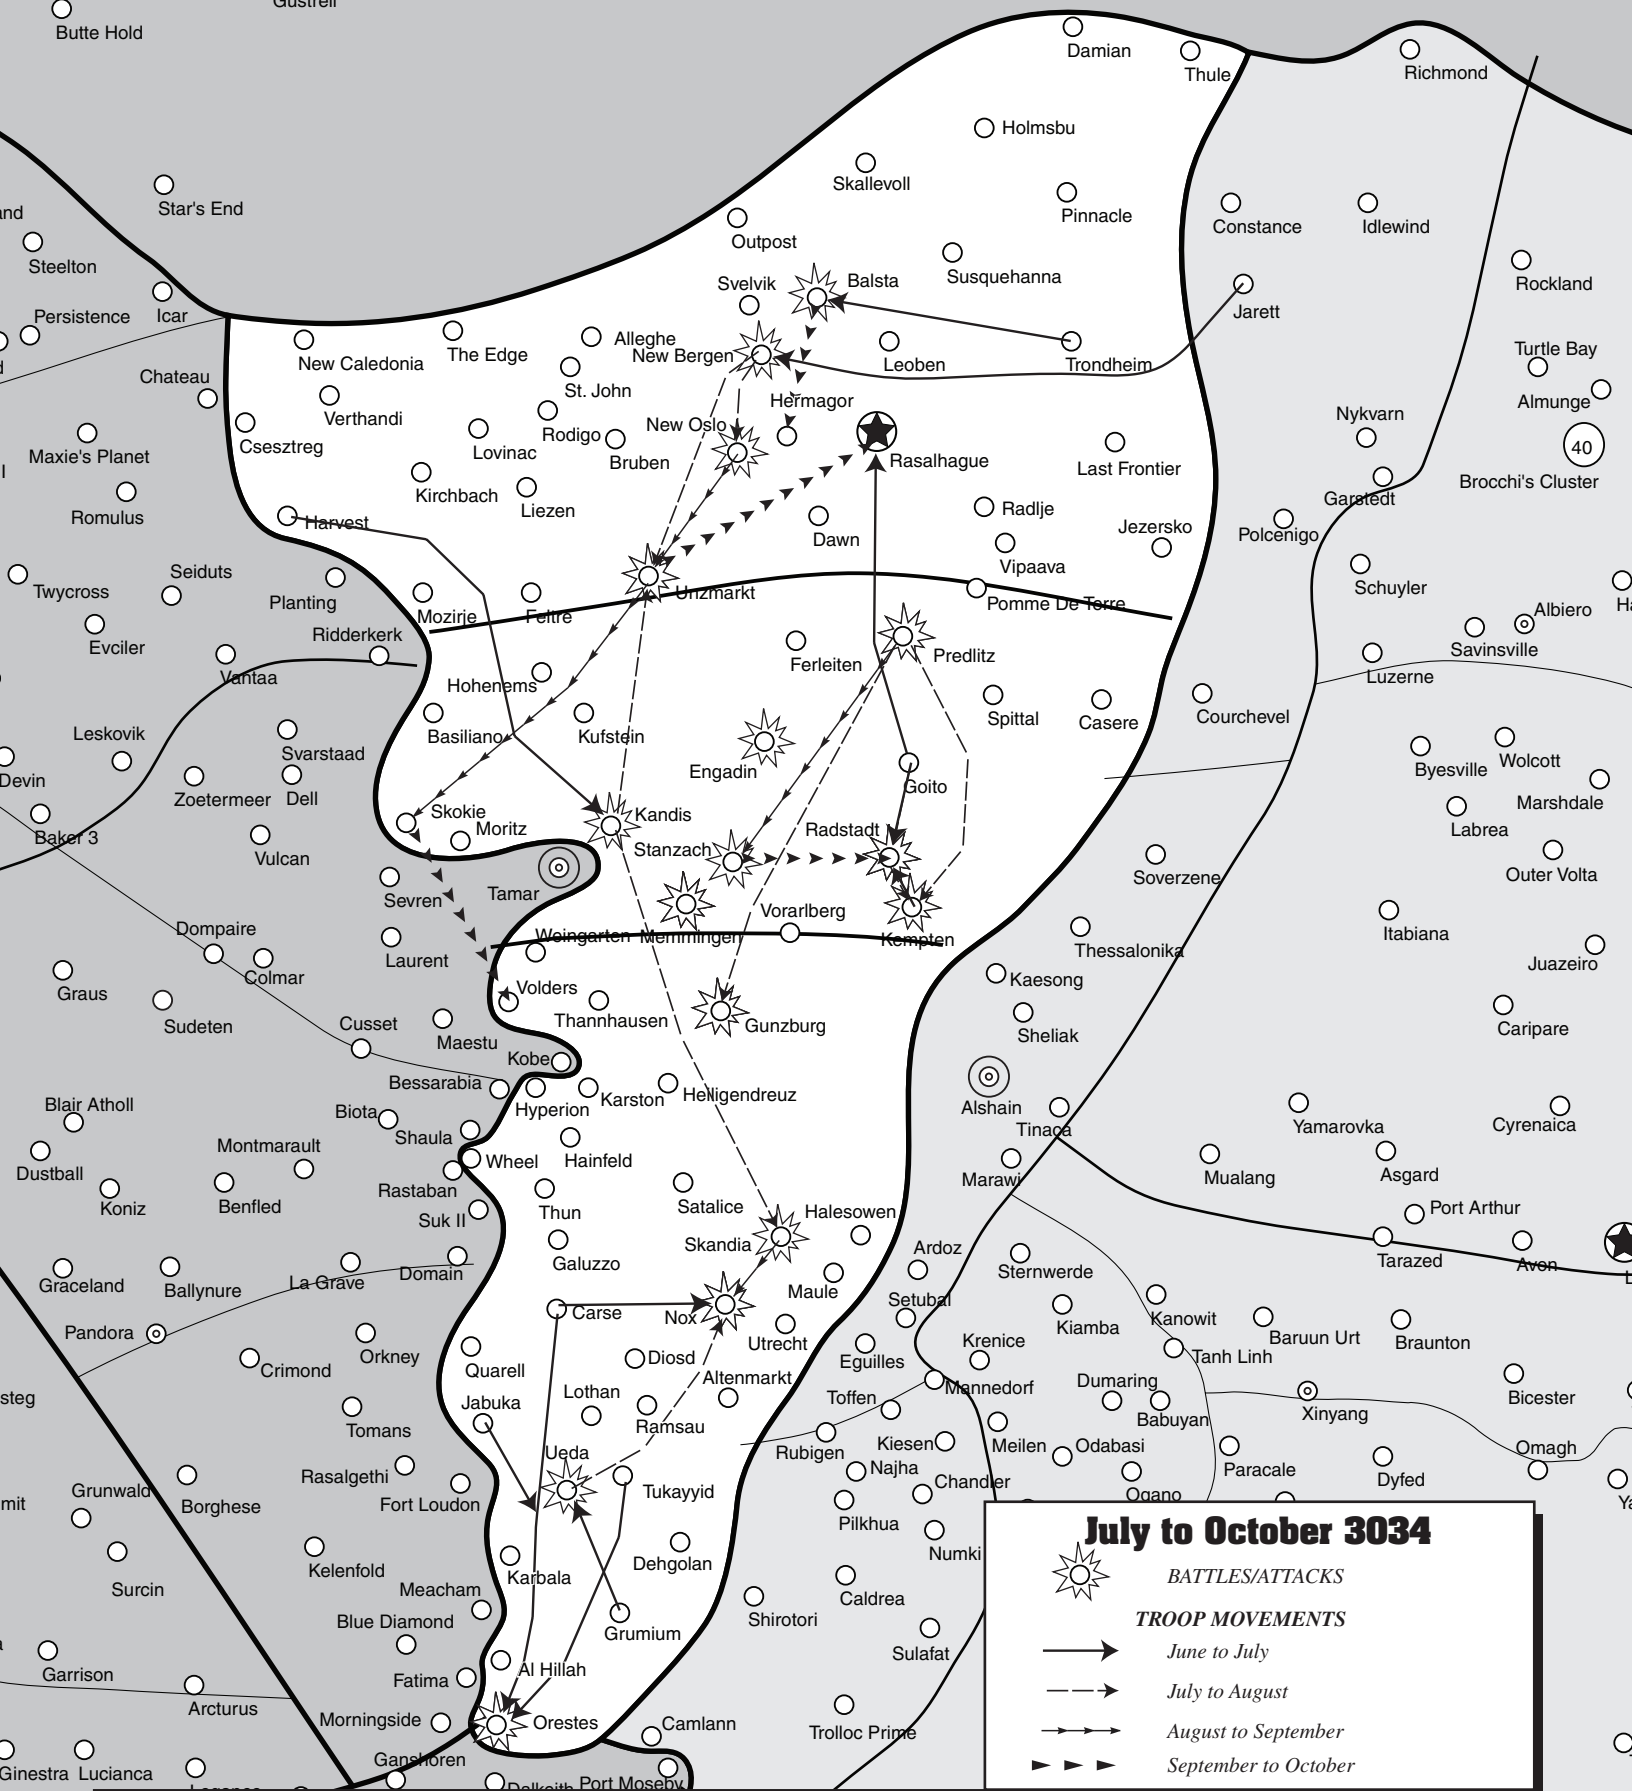 Gustrell
Butte Hold
Damian
Thule
Richmond
Holmsbu
Skallevoll
Star's End
Pinnacle
Constance
Idlewind
Outpost
Steelton
Susquehanna
Rockland
Svelvik
Balsta
Icar
Persistence
Jarett
New Caledonia
The Edge
Alleghe
New Bergen
Leoben
Trondheim
Turtle Bay
Chateau
St. John
Almunge
Verthandi
Hermagor
Nykvarn
Csesztreg
Lovinac
Rodigo
New Oslo
Bruben
Rasalhague
Last Frontier
40
Brocchi's Cluster
Maxie's Planet
Kirchbach
Liezen
Garstedt
Romulus
Harvest
Dawn
Radlje
Jezersko
Polcenigo
Vipaava
Seiduts
Twycross
Planting
Mozirje
Feltre
Unzmarkt
Pomme De Terre
Schuyler
Albiero
Evciler
Ridderkerk
Ferleiten
Predlitz
Savinsville
Vantaa
Hohenems
Luzerne
Leskovik
Svarstaad
Basiliano
Kufstein
Spittal
Casere
Courchevel
Devin
Zoetermeer
Dell
Engadin
Goito
Byesville
Wolcott
Marshdale
Baker 3
Skokie
Moritz
Kandis
Radstadt
Labrea
Vulcan
Stanzach
Outer Volta
Soverzene
Sevren
Tamar
Dompaire
Weingarten
Memmingen
Vorarlberg
Kempten
Itabiana
Thessalonika
Laurent
Juazeiro
Colmar
Kaesong
Graus
Volders
Sudeten
Thannhausen
Gunzburg
Caripare
Cusset
Maestu
Sheliak
Kobe
Bessarabia
Hyperion
Karston
Heiligendreuz
Alshain
Blair Atholl
Biota
Tinaca
Yamarovka
Cyrenaica
Shaula
Montmarault
Wheel
Hainfeld
Dustball
Marawi
Mualang
Asgard
Rastaban
Koniz
Benfled
Suk II
Thun
Satalice
Halesowen
Port Arthur
Skandia
Ardoz
Galuzzo
Tarazed
Avon
Graceland
Ballynure
La Grave
Domain
Sternwerde
Maule
Setubal
Carse
Nox
Kanowit
Pandora
Utrecht
Kiamba
Baruun Urt
Braunton
Krenice
Eguilles
Tanh Linh
Crimond
Orkney
Quarell
Diosd
Altenmarkt
Mannedorf
Dumaring
Bicester
Jabuka
Lothan
Toffen
Xinyang
Babuyan
Tomans
Ramsau
Rubigen
Kiesen
Meilen
Odabasi
Omagh
Ueda
Rasalgethi
Najha
Chandler
Paracale
Dyfed
Grunwald
Borghese
Fort Loudon
Tukayyid
Ogano
Pilkhua
Numki
Surcin
Kelenfold
Karbala
Dehgolan
Meacham
Caldrea
Blue Diamond
Shirotori
Grumium
Sulafat
Garrison
Fatima
Al Hillah
Arcturus
Morningside
Orestes
Camlann
Trolloc Prime
Ganshoren
Ginestra
Lucianca
Dalkeith
Port Moseby
July to October 3034
BATTLES/ATTACKS
TROOP MOVEMENTS
June to July
July to August
August to September
September to October